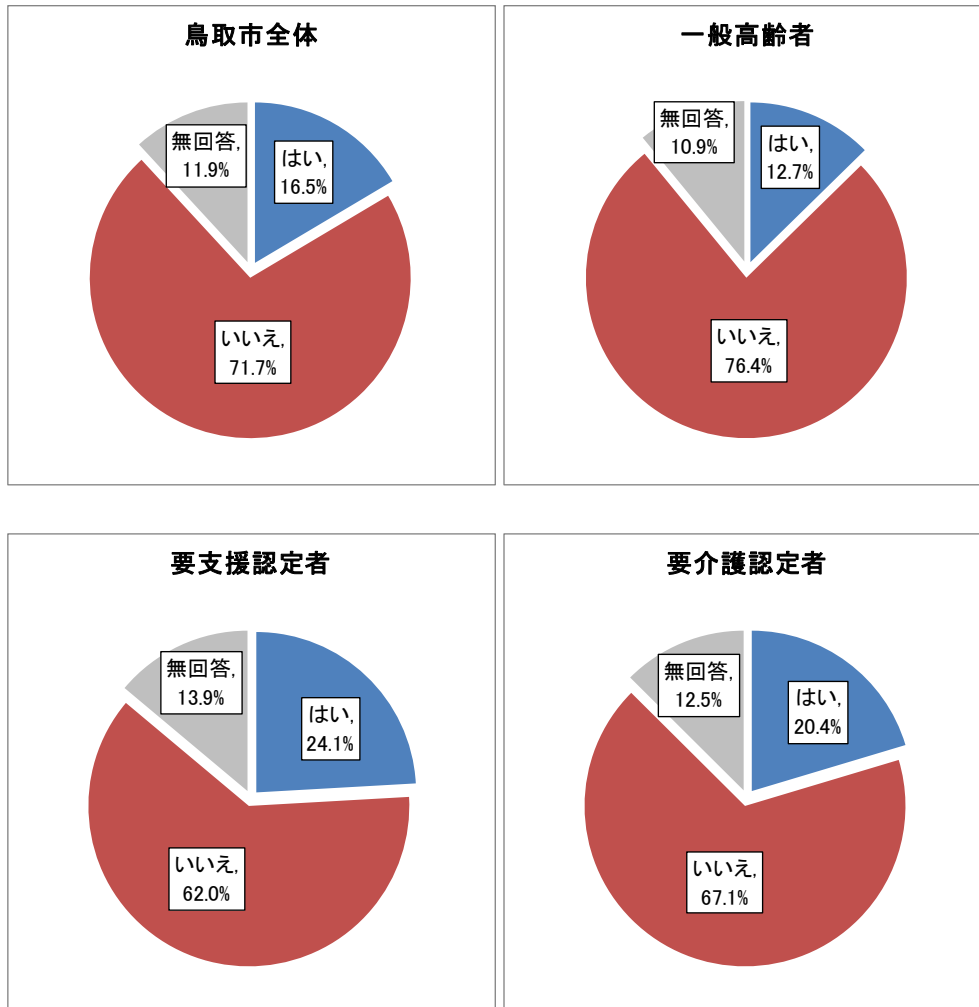 鳥取市全体
無回答,
11.9%
はい,
16.5%
いいえ,
71.7%
一般高齢者
無回答,
10.9%
はい,
12.7%
いいえ,
76.4%
要支援認定者
無回答,
13.9%
はい,
24.1%
いいえ,
62.0%
要介護認定者
無回答,
12.5%
はい,
20.4%
いいえ,
67.1%